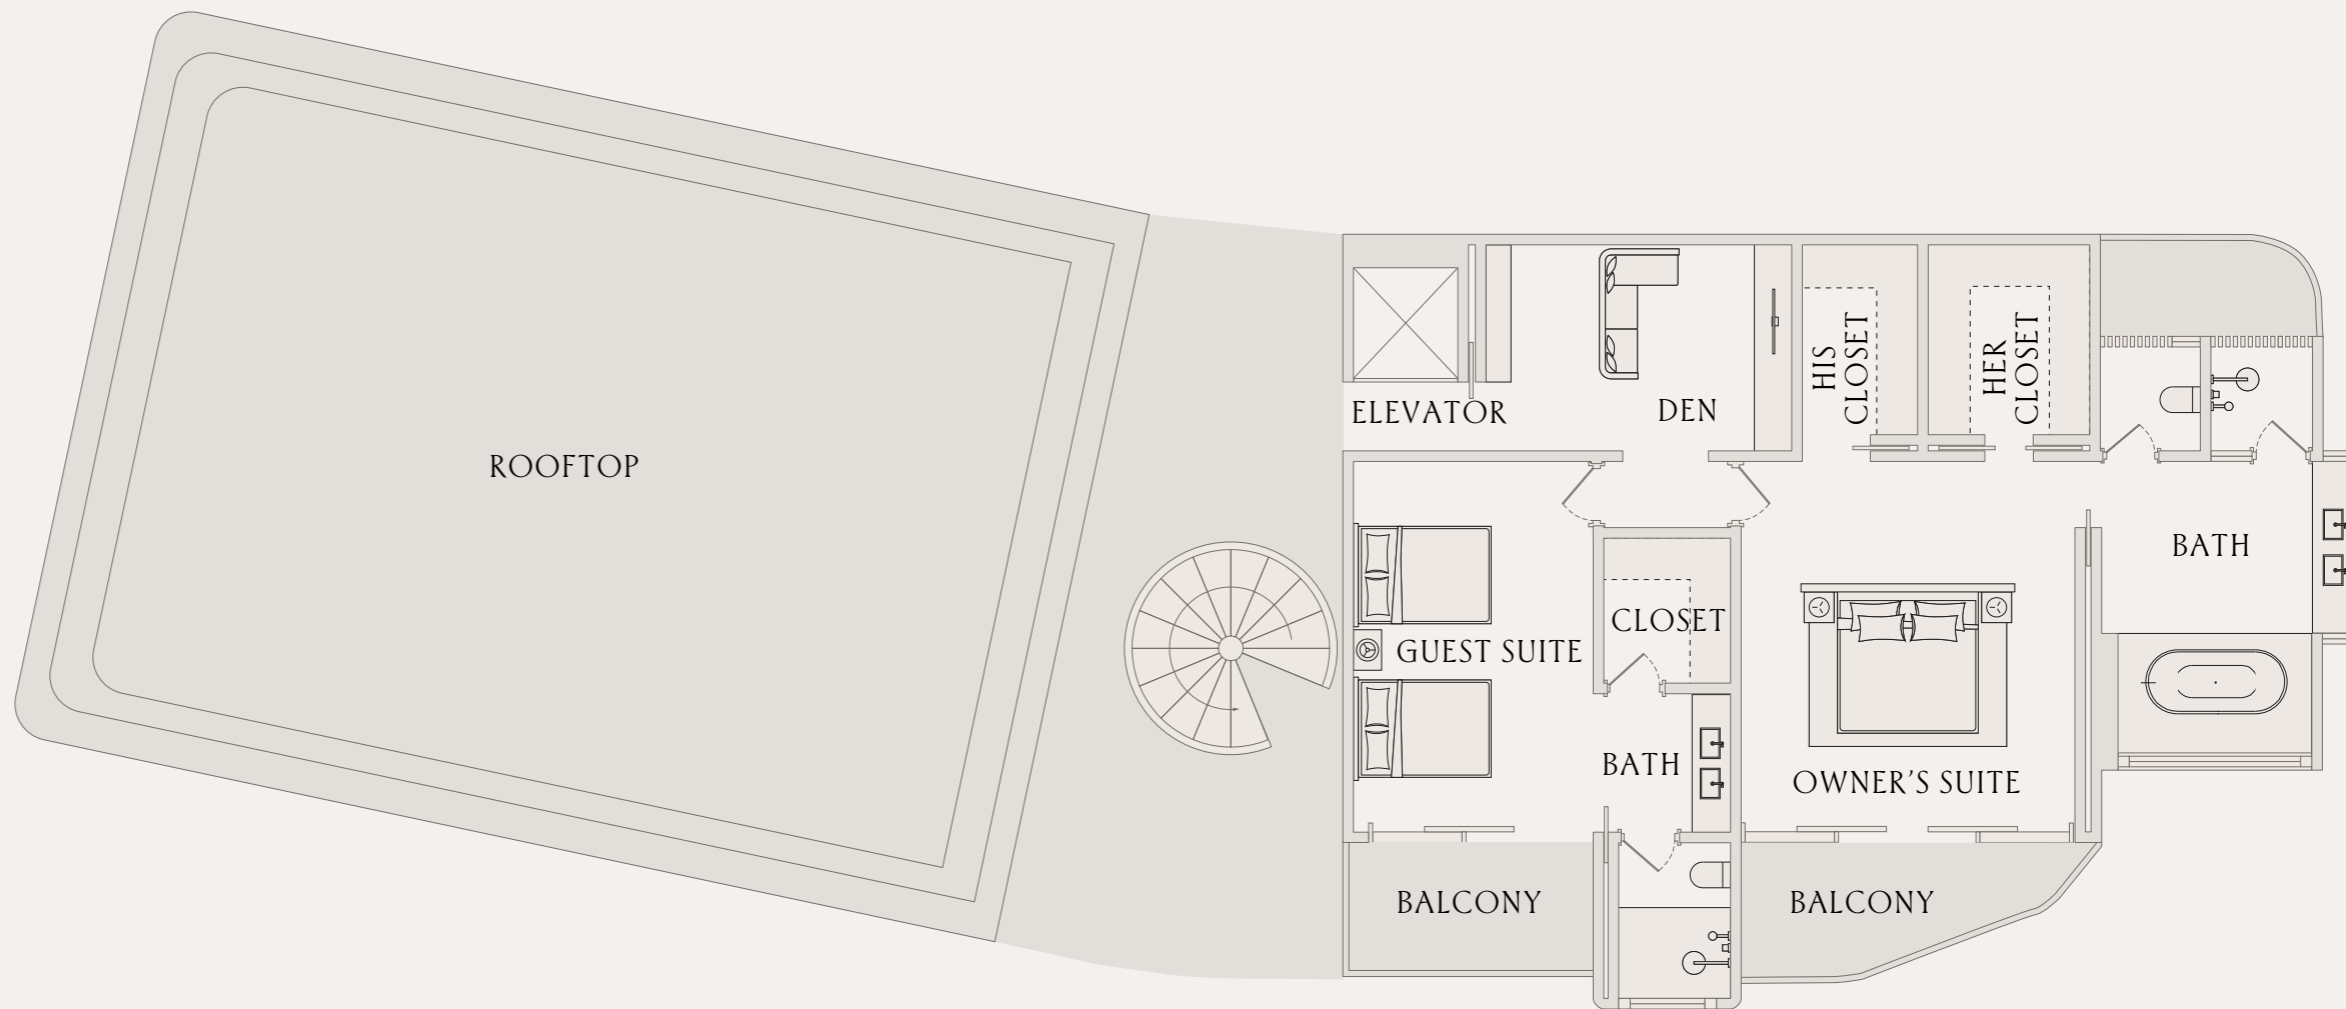 ROOFTOP
ELEVATOR
DEN
HIS
CLOSET
HER
CLOSET
BATH
CLOSET
GUEST SUITE
BATH
OWNER'S SUITE
BALCONY
BALCONY